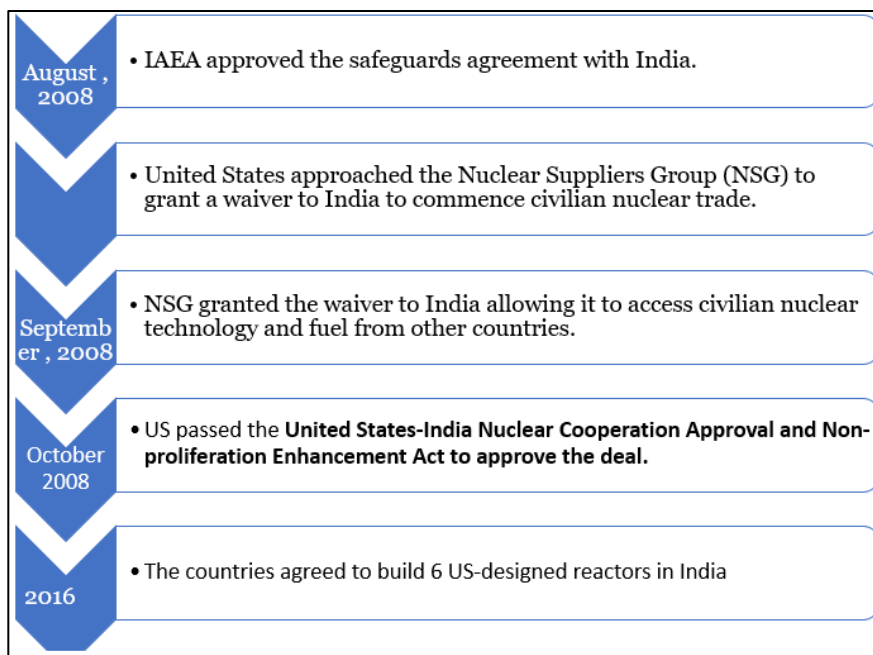 August ,
2008
• IAEA approved the safeguards agreement with India.
• United States approached the Nuclear Suppliers Group (NSG) to
grant a waiver to India to commence civilian nuclear trade.
Septemb
er , 2008
• NSG granted the waiver to India allowing it to access civilian nuclear
technology and fuel from other countries.
October
2008
• US passed the United States-India Nuclear Cooperation Approval and Non-
proliferation Enhancement Act to approve the deal.
2016
• The countries agreed to build 6 US-designed reactors in India